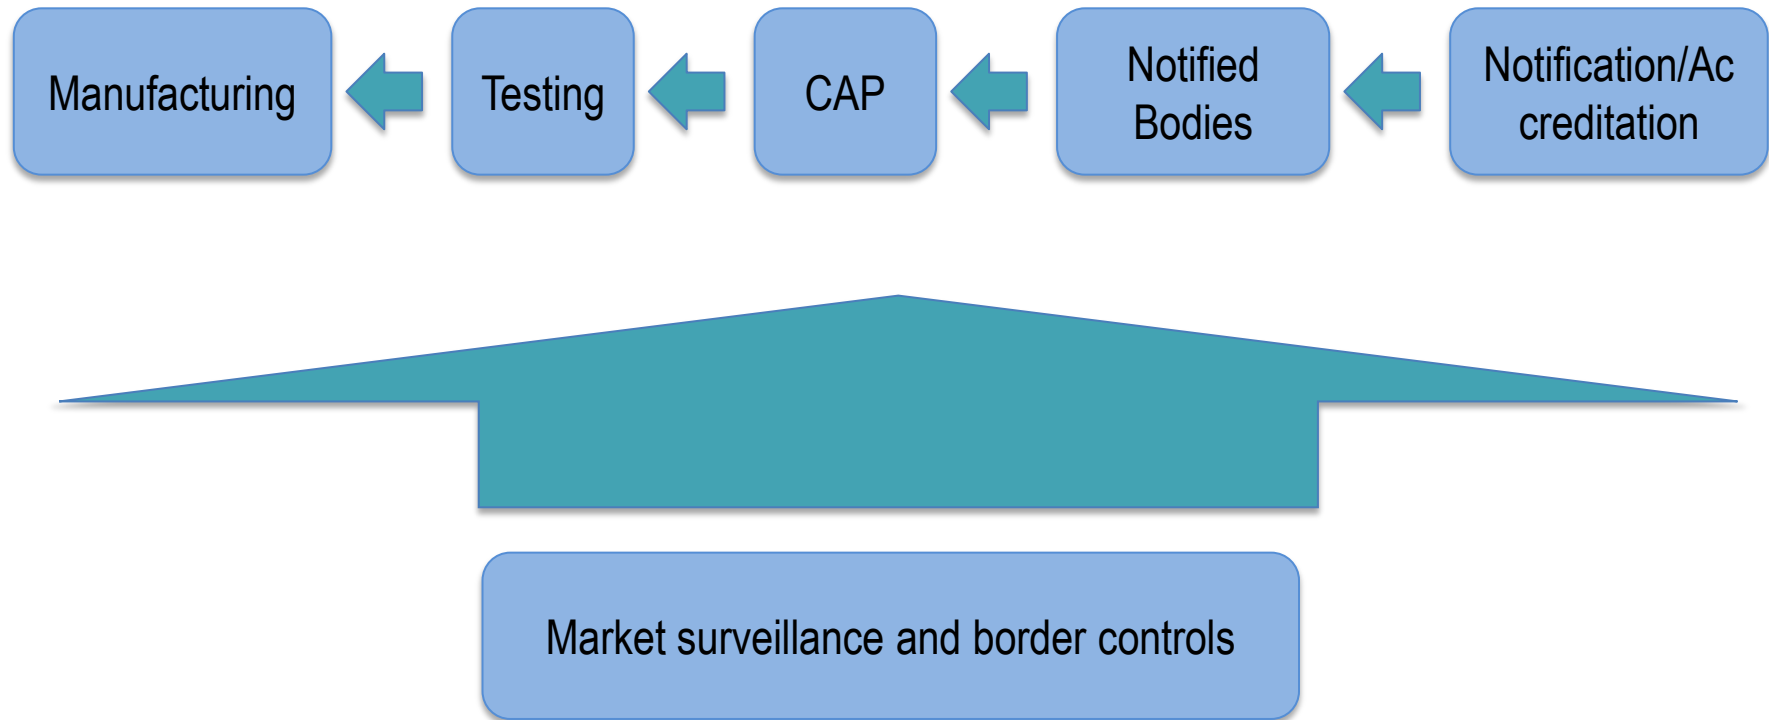 Manufacturing
Testing
CAP
Notified
Bodies
Notification/Ac
creditation
Market surveillance and border controls